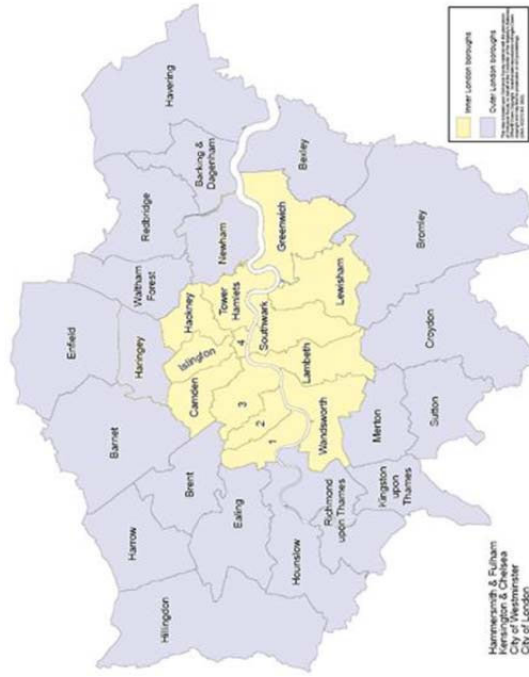 Enfield
Barnet
Haringey
Waltham
Forest
Harrow
Redbridge
Havering
Brent
Camden
Islington
Hackney
Backing &
Dagenham
Hillingdon
Ealing
Newham
Tower
Hamlets
1
2
3
4
Southwark
Greenwich
Bexley
Hounslow
Richmond
upon Thames
Wandsworth
Lambeth
Lewisham
Merton
Kingston
upon
Thames
Sutton
Croydon
Bromley
Hammersmith & Fulham
Kensington & Chelsea
City of Westminster
City of London
Inner London boroughs
Outer London boroughs